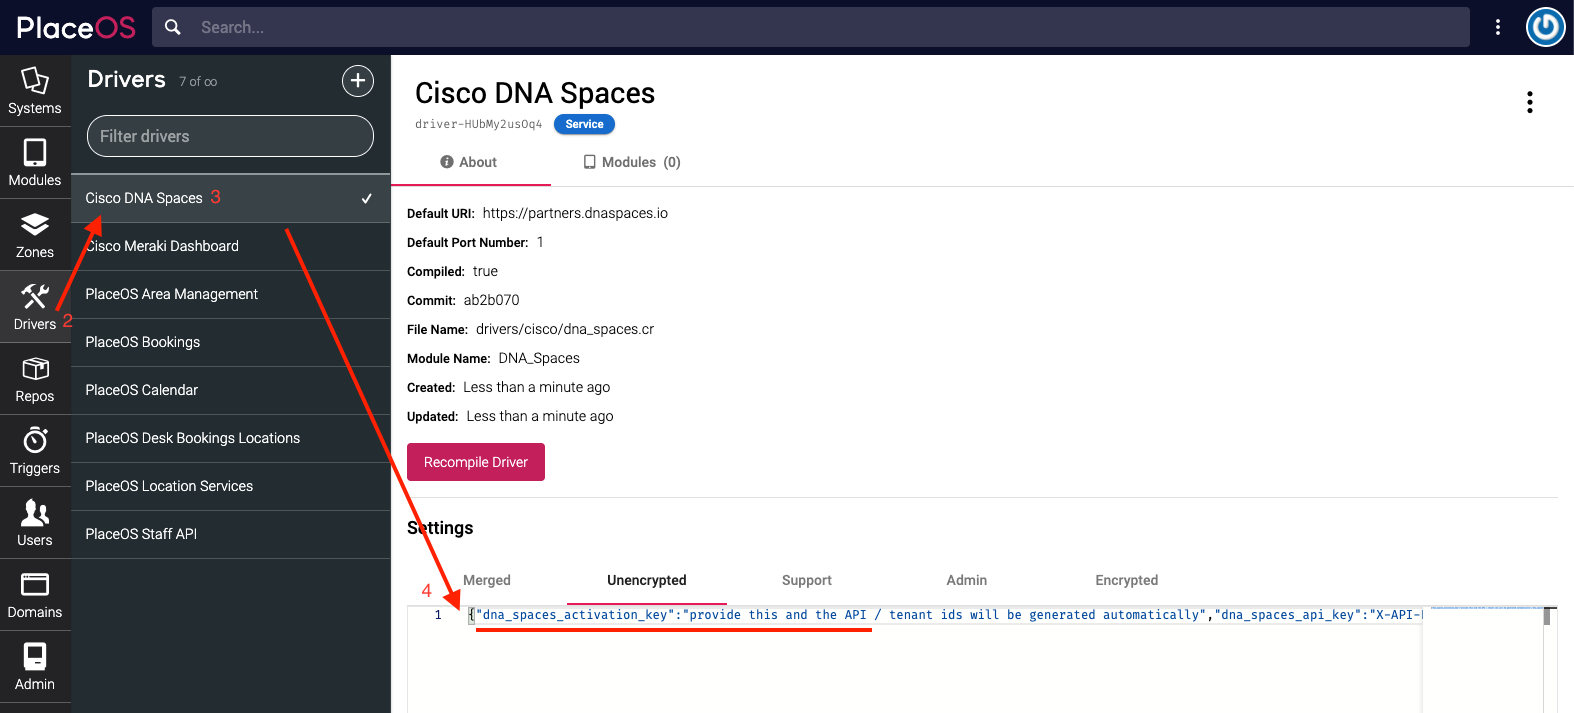 PlaceOS
Search...
Systems
Modules
Zones
Drivers 2
Repos
Triggers
Users
Domains
Admin
Drivers 7 of ∞
Filter drivers
Cisco DNA Spaces 3
Cisco Meraki Dashboard
PlaceOS Area Management
PlaceOS Bookings
PlaceOS Calendar
PlaceOS Desk Bookings Locations
PlaceOS Location Services
PlaceOS Staff API
Cisco DNA Spaces
driver-HUbMy2usOq4 Service
About Modules (0)
Default URI: https://partners.dnaspaces.io
Default Port Number: 1
Compiled: true
Commit: ab2b070
File Name: drivers/cisco/dna_spaces.cr
Module Name: DNA_Spaces
Created: Less than a minute ago
Updated: Less than a minute ago
Recompile Driver
Settings
Merged Unencrypted Support Admin Encrypted
4
1 {"dna_spaces_activation_key":"provide this and the API / tenant ids will be generated automatically","dna_spaces_api_key":"X-API-